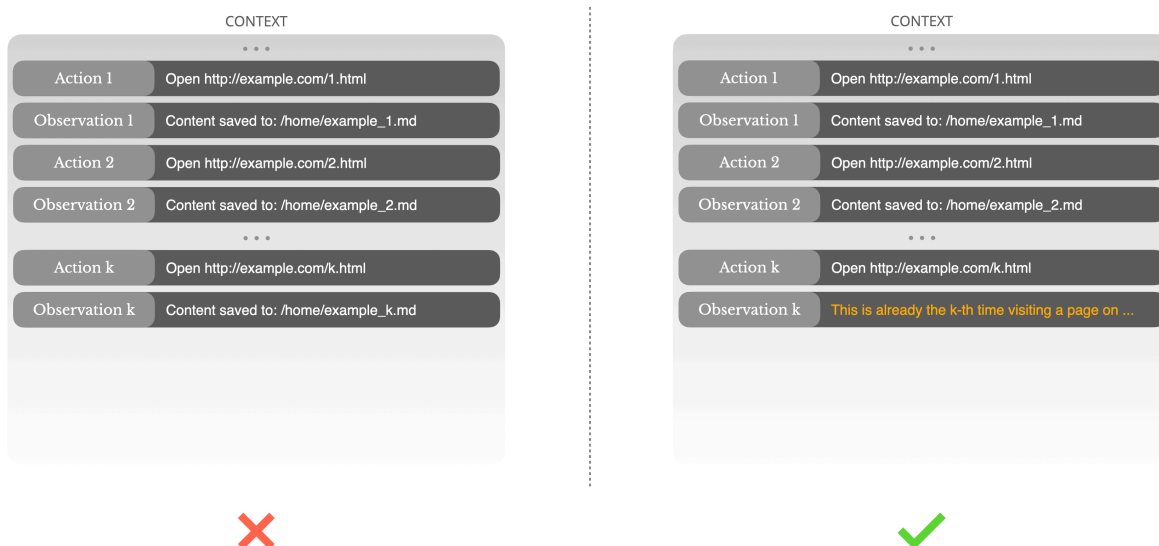 CONTEXT
...
Action 1 Open http://example.com/1.html
Observation 1 Content saved to: /home/example_1.md
Action 2 Open http://example.com/2.html
Observation 2 Content saved to: /home/example_2.md
...
Action k Open http://example.com/k.html
Observation k Content saved to: /home/example_k.md
CONTEXT
...
Action 1 Open http://example.com/1.html
Observation 1 Content saved to: /home/example_1.md
Action 2 Open http://example.com/2.html
Observation 2 Content saved to: /home/example_2.md
...
Action k Open http://example.com/k.html
Observation k This is already the k-th time visiting a page on ...